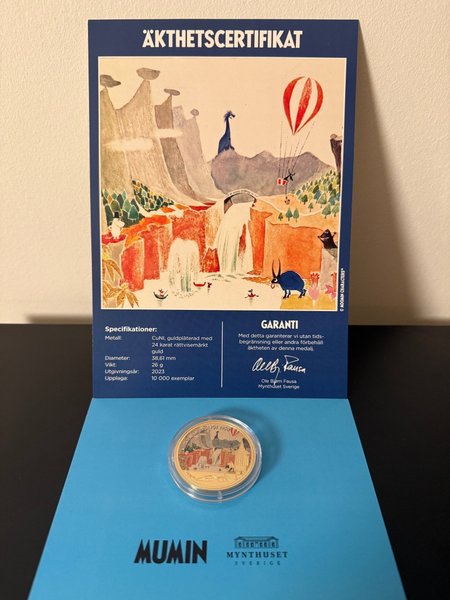 ÄKTHETSCERTIFIKAT
© MOOMIN CHARACTERS™
Specifikationer:
Metall: CuNi, guldpläterad med
24 karat rättvisemärkt
guld
Diameter: 38,61 mm
Vikt: 26 g
Utgivningsår: 2023
Upplaga: 10 000 exemplar
GARANTI
Med detta garanterar vi utan tids-
begränsning eller andra förbehåll
äktheten av denna medalj.
Ole Bjørn Fausa
Mynthuset Sverige
MUMIN
MYNTHUSET
SVERIGE